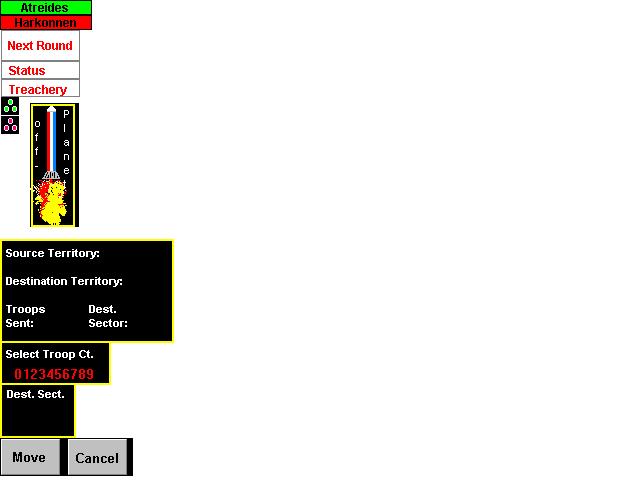 Atreides
Harkonnen
Next Round
Status
Treachery
off-
Planet
Source Territory:
Destination Territory:
Troops Sent:
Dest. Sector:
Select Troop Ct.
0123456789
Dest. Sect.
Move
Cancel